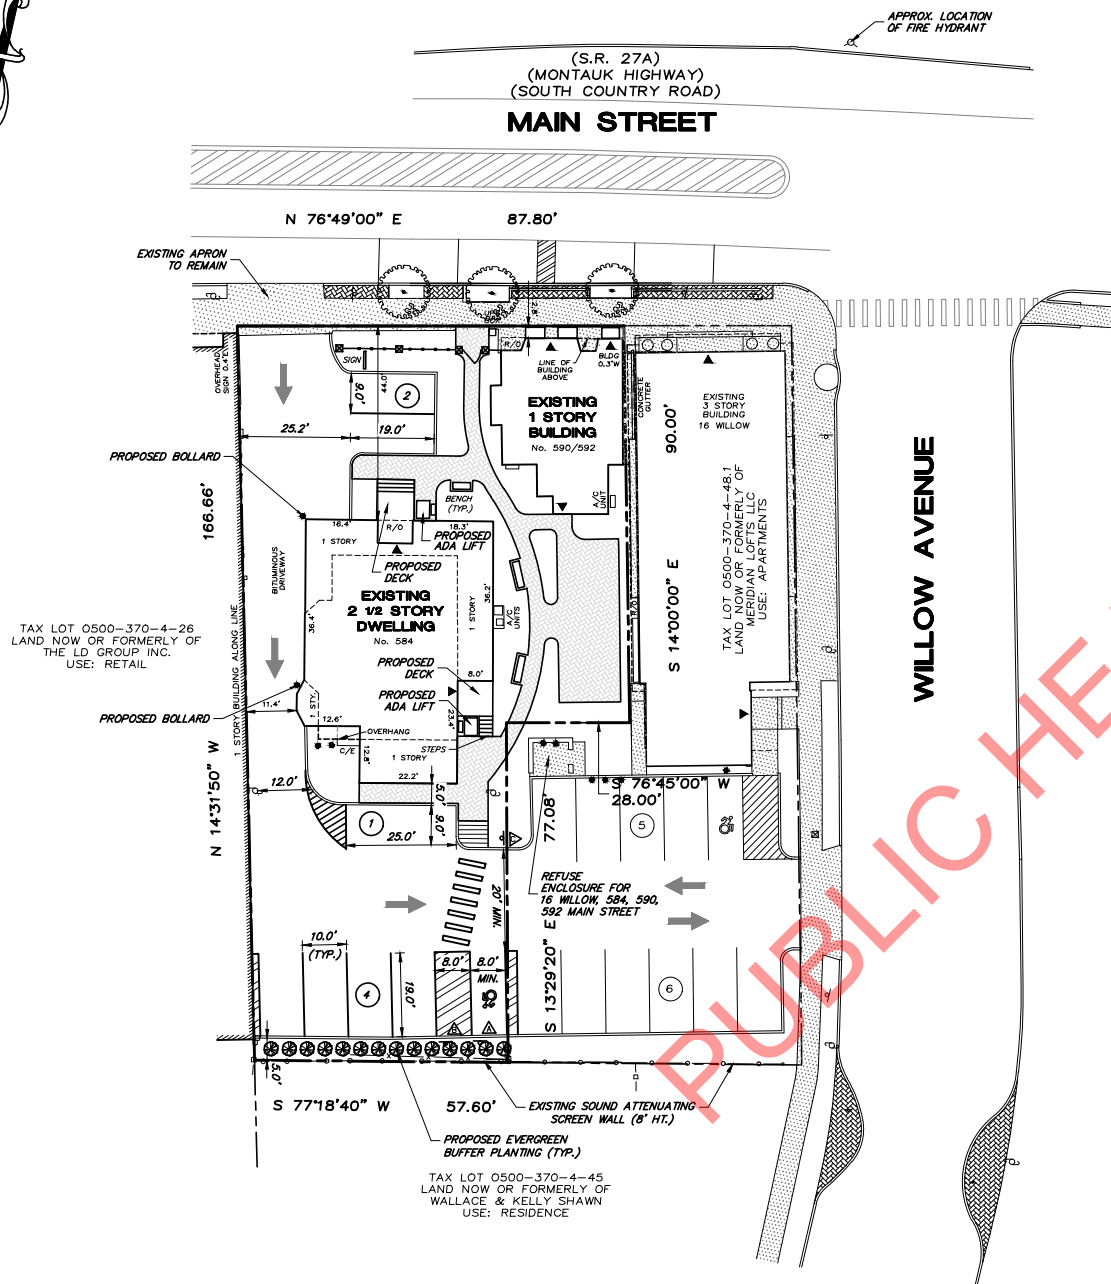 APPROX. LOCATION
OF FIRE HYDRANT
(S.R. 27A)
(MONTAUK HIGHWAY)
(SOUTH COUNTRY ROAD)
MAIN STREET
N 76°49'00" E
87.80'
EXISTING APRON
TO REMAIN
2.8'
OVERHEAD
SIGN 0.4'E
SIGN
44.0'
9.0'
2
25.2'
19.0'
R/O
LINE OF
BUILDING
ABOVE
BLDG
0.3'W
EXISTING
1 STORY
BUILDING
No. 590/592
CONCRETE
GUTTER
90.00'
EXISTING
3 STORY
BUILDING
16 WILLOW
TAX LOT 0500-370-4-48.1
LAND NOW OR FORMERLY OF
MERIDIAN LOFTS LLC
USE: APARTMENTS
WILLOW AVENUE
PROPOSED BOLLARD
166.66'
BENCH
(TYP.)
A/C
UNIT
16.4'
1 STORY
R/O
18.3'
PROPOSED
ADA LIFT
PROPOSED
DECK
BITUMINOUS
DRIVEWAY
EXISTING
2 1/2 STORY
DWELLING
No. 584
36.4'
1 STORY
36.2'
A/C
UNITS
R/O
S 14°00'00" E
TAX LOT 0500-370-4-26
LAND NOW OR FORMERLY OF
THE LD GROUP INC.
USE: RETAIL
1 STORY BUILDING ALONG LINE
PROPOSED
DECK
8.0'
PROPOSED
ADA LIFT
PROPOSED BOLLARD
11.4'
1 STY.
12.6'
OVERHANG
C/E
12.8'
23.4'
STEPS
1 STORY
22.2'
N 14°31'50" W
12.0'
5.0'
9.0'
1
25.0'
S 76°45'00" W
28.00'
77.08'
5
REFUSE
ENCLOSURE FOR
16 WILLOW, 584, 590,
592 MAIN STREET
20' MIN.
S 13°29'20" E
10.0'
(TYP.)
8.0'
8.0'
MIN.
19.0'
4
6
5.0'
S 77°18'40" W
57.60'
EXISTING SOUND ATTENUATING
SCREEN WALL (8' HT.)
PROPOSED EVERGREEN
BUFFER PLANTING (TYP.)
TAX LOT 0500-370-4-45
LAND NOW OR FORMERLY OF
WALLACE & KELLY SHAWN
USE: RESIDENCE
PUBLIC HE